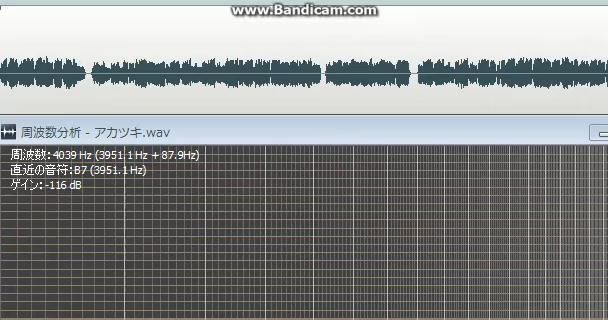 www.Bandicam.com
周波数分析 - アカツキ.wav
周波数:4039 Hz (3951.1 Hz + 87.9Hz)
直近の音符:B7 (3951.1 Hz)
ゲイン:-116 dB